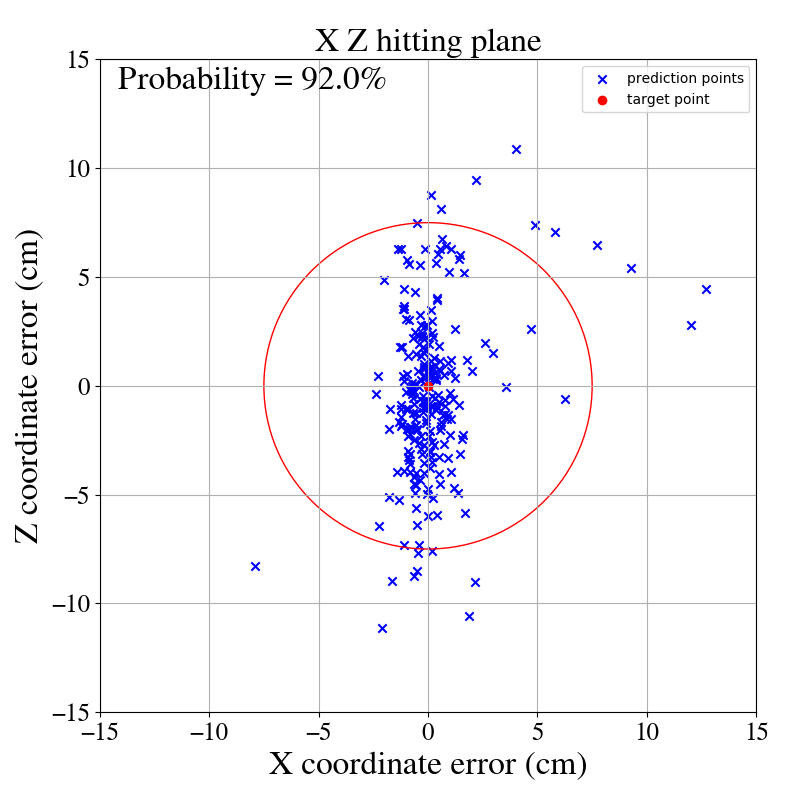 X Z hitting plane
Probability = 92.0%
prediction points
target point
15
10
5
0
−5
−10
−15
−15
−10
−5
0
5
10
15
Z coordinate error (cm)
X coordinate error (cm)